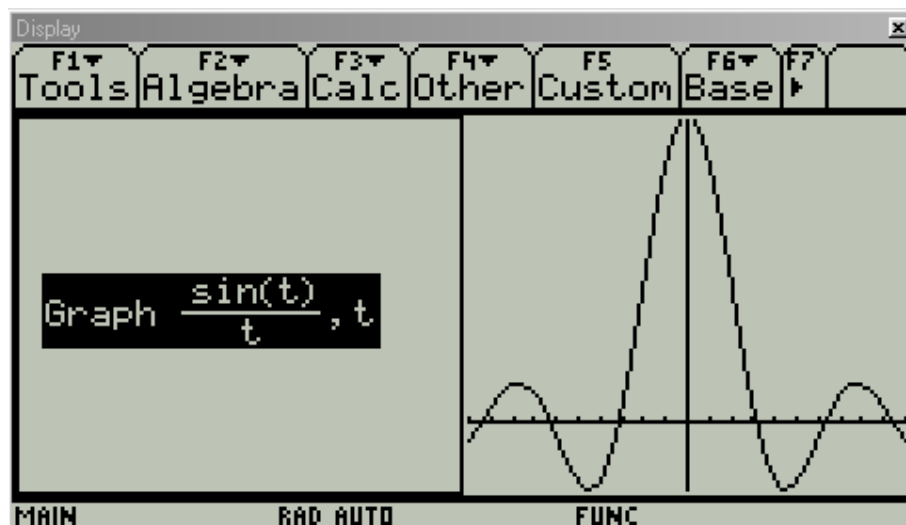 Display
F1 F2 F3 F4 F5 F6 F7
Tools Algebra Calc Other Custom Base
Graph sin(t)/t,t
MAIN RAD AUTO FUNC